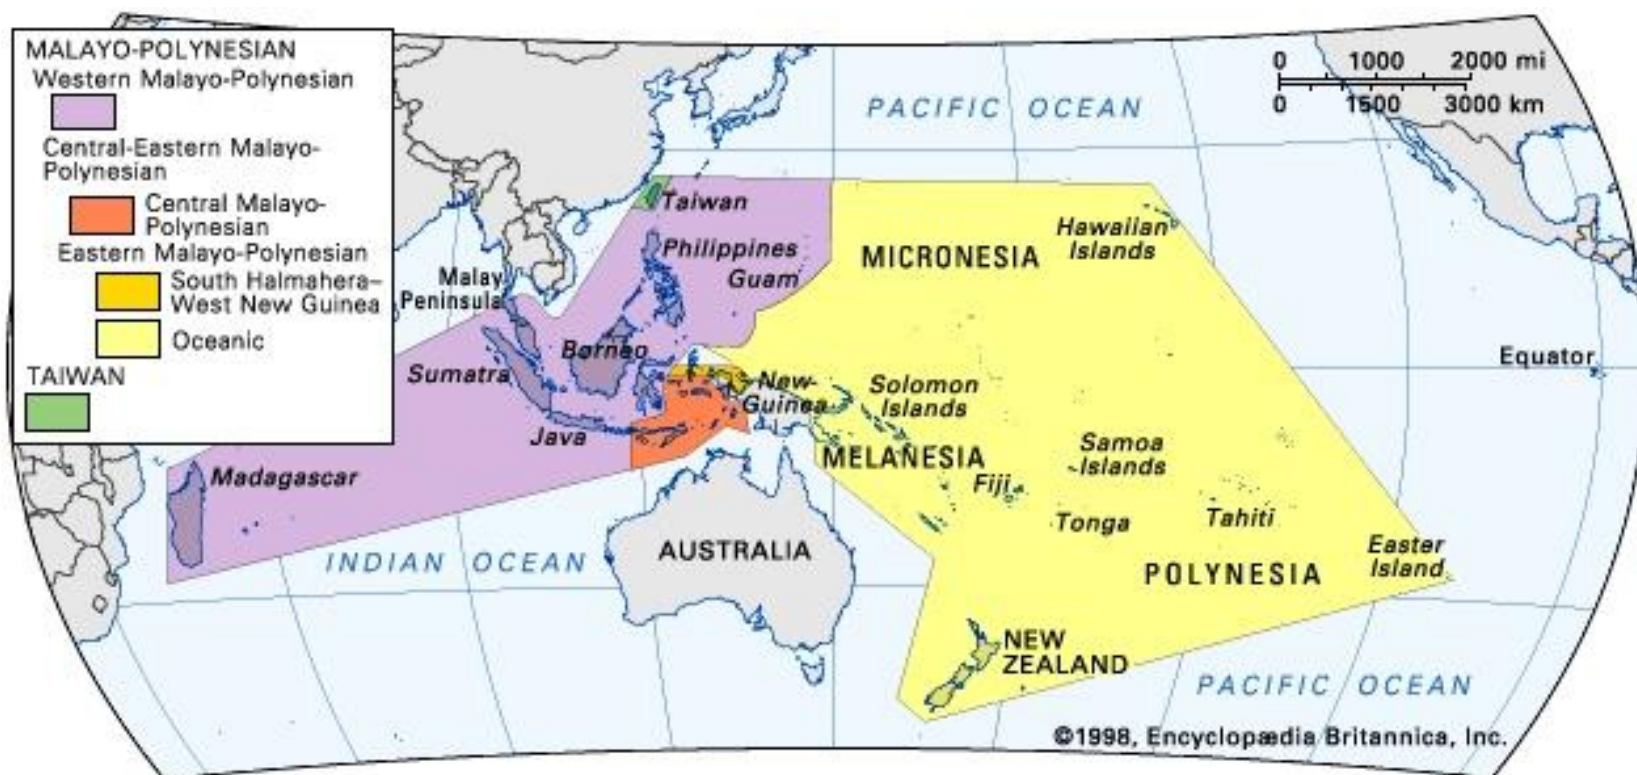 MALAYO-POLYNESIAN
Western Malayo-Polynesian
Central-Eastern Malayo-
Polynesian
Central Malayo-
Polynesian
Eastern Malayo-Polynesian
South Halmahera–
West New Guinea
Oceanic
TAIWAN
0 1000 2000 mi
0 1500 3000 km
PACIFIC OCEAN
Taiwan
Philippines
Guam
MICRONESIA
Hawaiian
Islands
Malay
Peninsula
Borneo
Sumatra
Java
New
Guinea
Solomon
Islands
Equator
MELANESIA
Samoa
Islands
Fiji
Tonga
Tahiti
Easter
Island
POLYNESIA
Madagascar
INDIAN OCEAN
AUSTRALIA
NEW
ZEALAND
PACIFIC OCEAN
©1998, Encyclopædia Britannica, Inc.